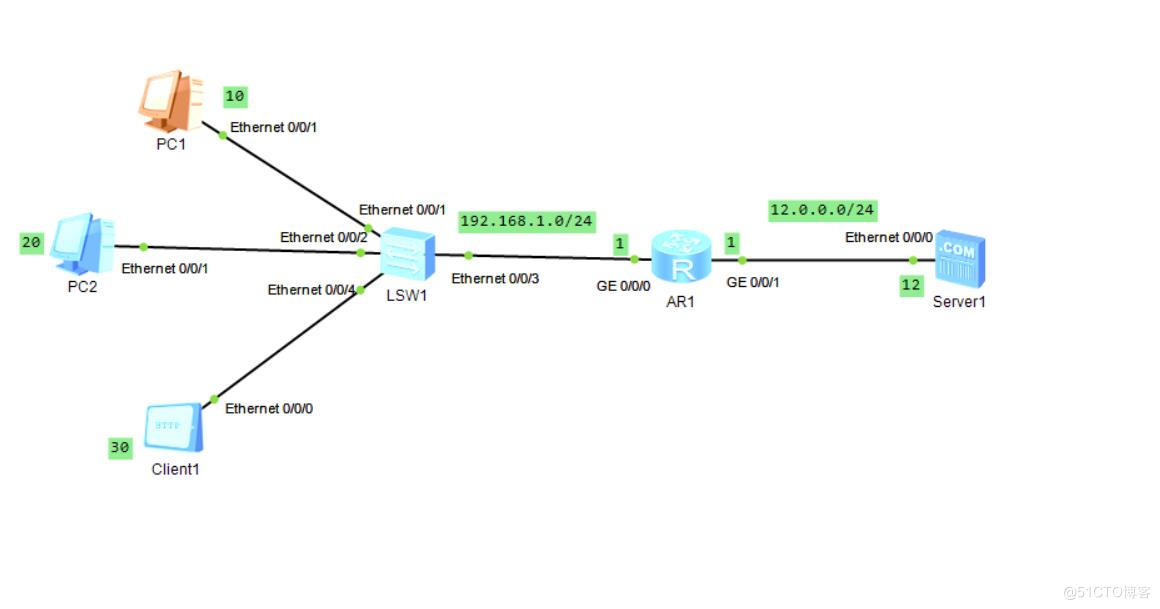 10
Ethernet 0/0/1
PC1
Ethernet 0/0/1
192.168.1.0/24
12.0.0.0/24
20
Ethernet 0/0/2
1
1
Ethernet 0/0/0
.COM
Ethernet 0/0/1
PC2
Ethernet 0/0/4
LSW1
Ethernet 0/0/3
GE 0/0/0
R
AR1
GE 0/0/1
12
Server1
Ethernet 0/0/0
HTTP
30
Client1
@51CTO博客